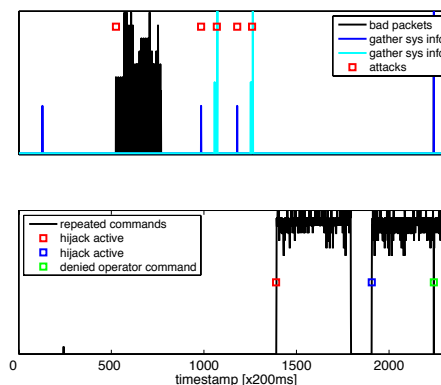 bad packets
gather sys info
gather sys info
attacks
repeated commands
hijack active
hijack active
denied operator command
0 500 1000 1500 2000
timestamp [x200ms]